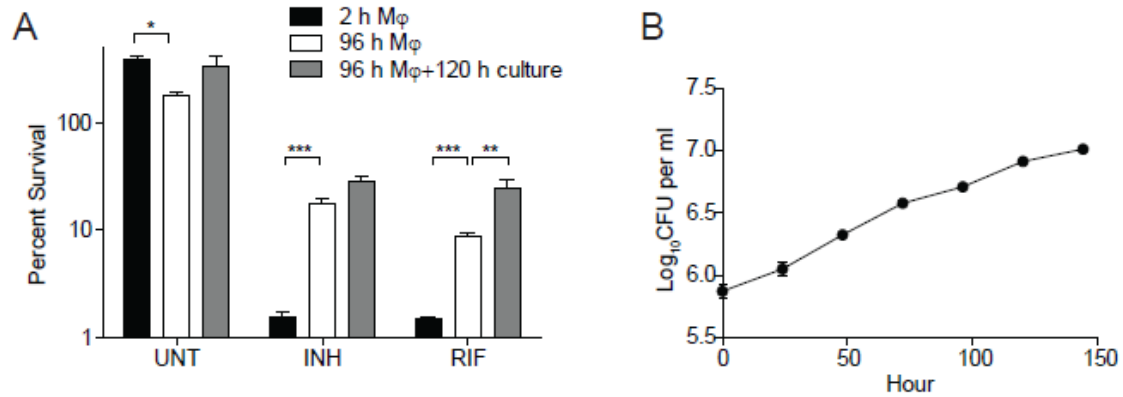 A
*
2 h Mφ
96 h Mφ
96 h Mφ+120 h culture
100
10
1
Percent Survival
***
*** **
UNT INH RIF
B
7.5
7.0
6.5
6.0
5.5
Log₁₀CFU per ml
0 50 100 150
Hour